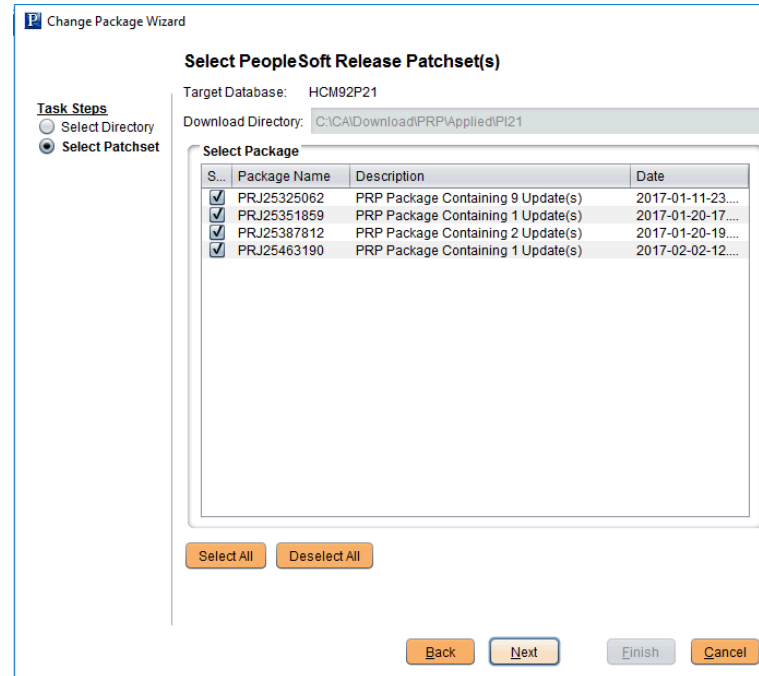 Change Package Wizard
Select PeopleSoft Release Patchset(s)
Target Database: HCM92P21
Task Steps
Download Directory: C:\CA\Download\PRP\Applied\PI21
Select Directory
Select Patchset
Select Package
S... Package Name Description Date
PRJ25325062 PRP Package Containing 9 Update(s) 2017-01-11-23....
PRJ25351859 PRP Package Containing 1 Update(s) 2017-01-20-17....
PRJ25387812 PRP Package Containing 2 Update(s) 2017-01-20-19....
PRJ25463190 PRP Package Containing 1 Update(s) 2017-02-02-12....
Select All Deselect All
Back Next Finish Cancel